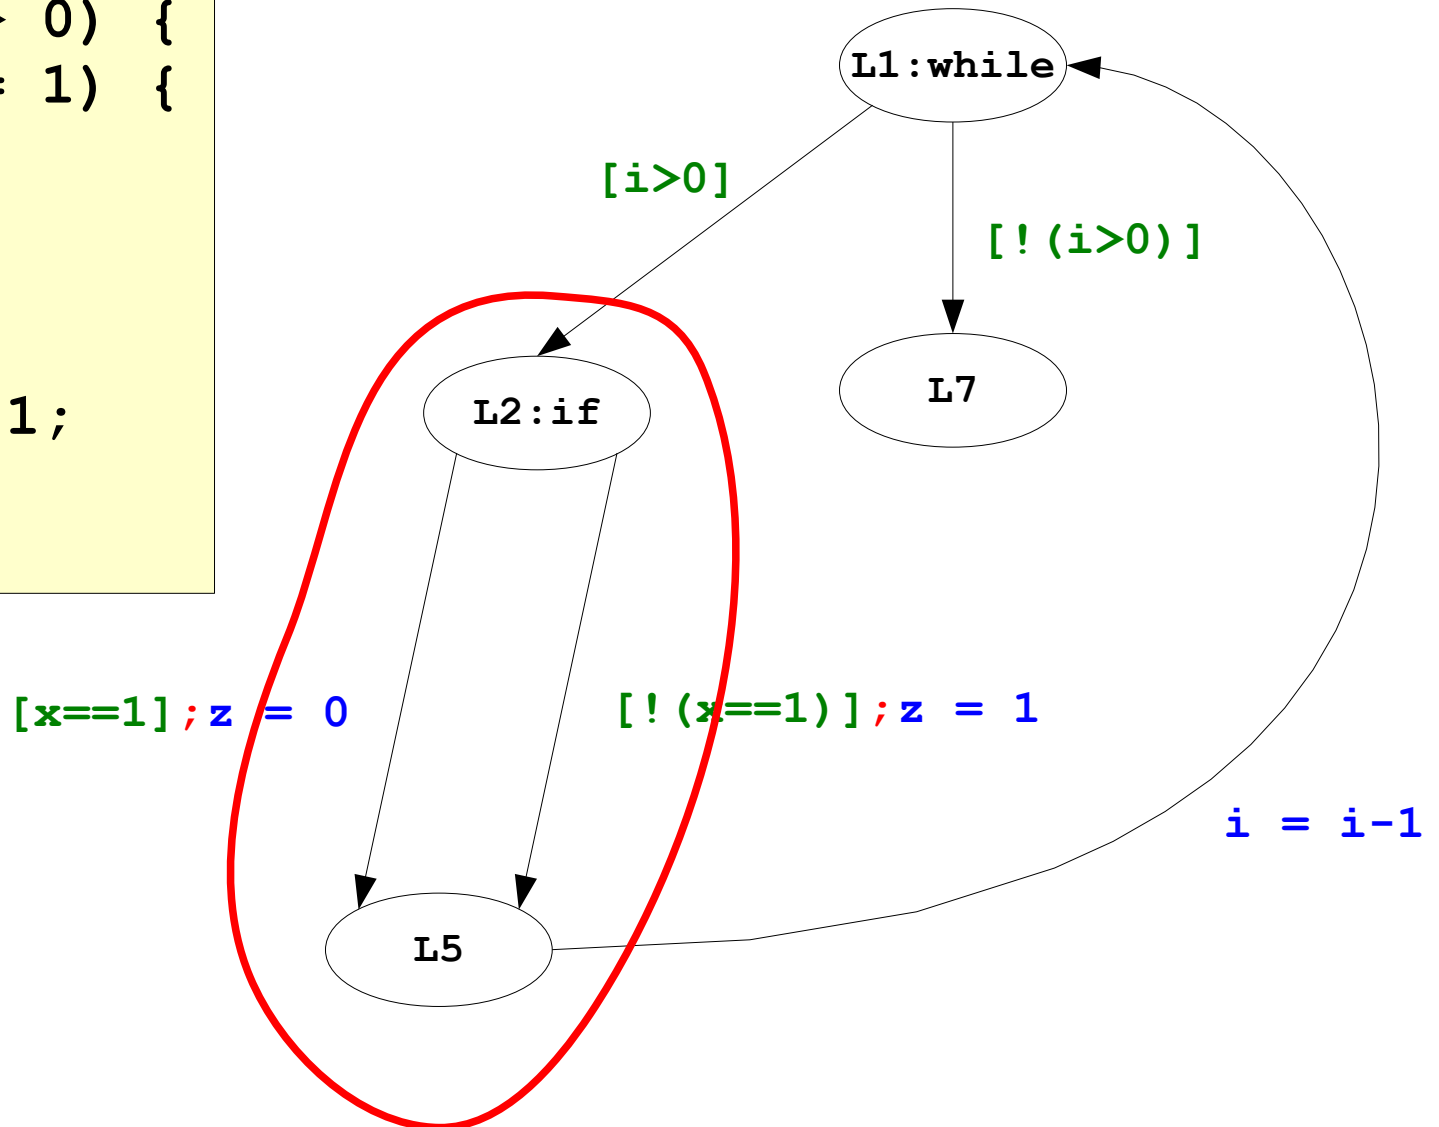 > 0) {
= 1) {
1;
L1:while
[i>0]
[!(i>0)]
L7
L2:if
[x==1];z = 0
[!(x==1)];z = 1
i = i-1
L5